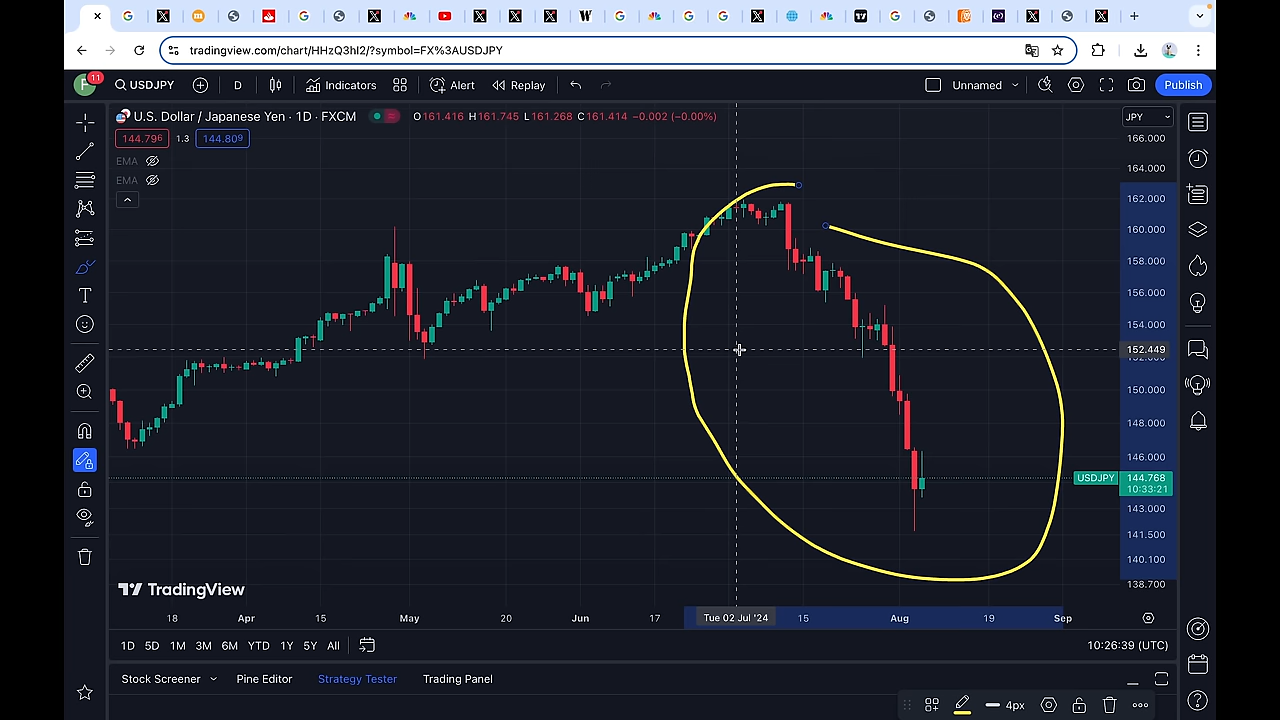 tradingview.com/chart/HHzQ3hI2/?symbol=FX%3AUSDJPY
11
USDJPY
D
Indicators
Alert
Replay
Unnamed
Publish
U.S. Dollar / Japanese Yen · 1D · FXCM
O161.416 H161.745 L161.268 C161.414 −0.002 (−0.00%)
JPY
144.796
1.3
144.809
EMA
EMA
166.000
164.000
162.000
160.000
158.000
156.000
154.000
152.449
152.000
150.000
148.000
146.000
USDJPY
144.768
10:33:21
143.000
141.500
140.100
138.700
TradingView
18
Apr
15
May
20
Jun
17
Tue 02 Jul '24
15
Aug
19
Sep
1D
5D
1M
3M
6M
YTD
1Y
5Y
All
10:26:39 (UTC)
Stock Screener
Pine Editor
Strategy Tester
Trading Panel
4px